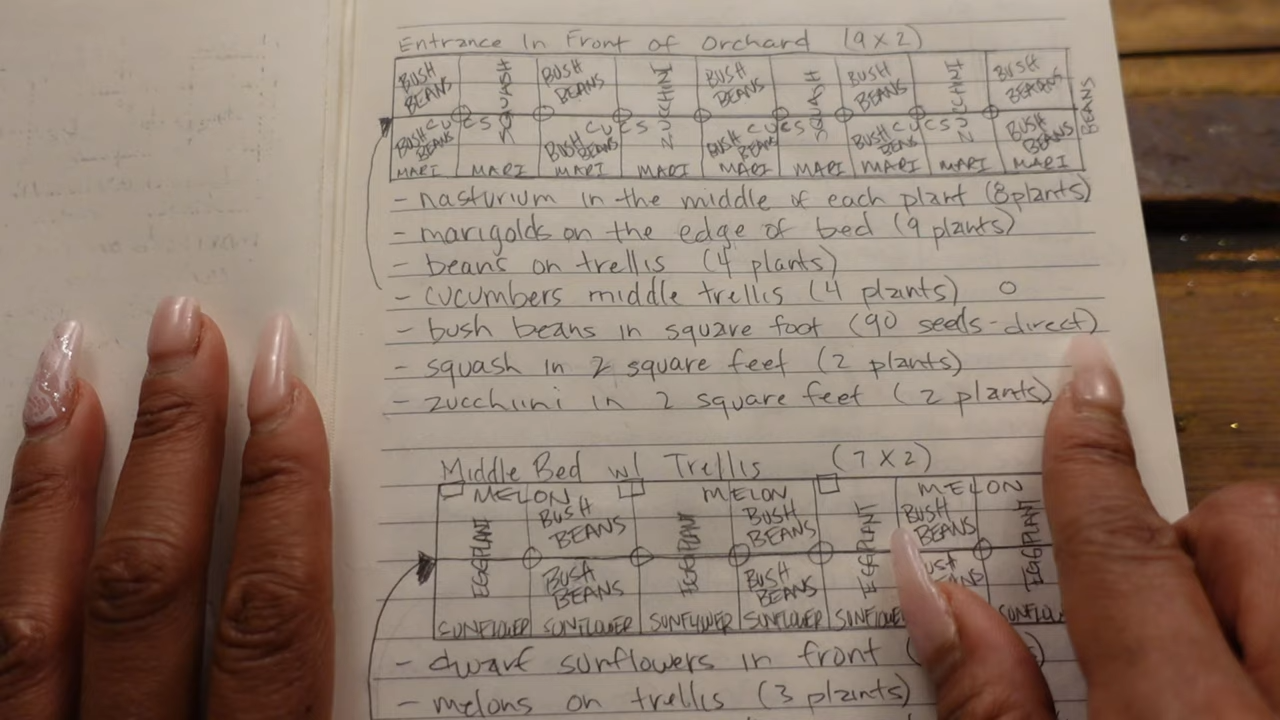 Entrance In Front of Orchard (9 X 2)
BUSH BEANS SQUASH BUSH BEANS ZUCCHINI BUSH BEANS SQUASH BUSH BEANS ZUCCHINI BUSH BEANS BEANS
CUCS CUCS CUCS CUCS
BUSH BEANS BUSH BEANS BUSH BEANS BUSH BEANS BUSH BEANS
MARI MARI MARI MARI MARI MARI MARI MARI MARI
- nasturium in the middle of each plant (8 plants)
- marigolds on the edge of bed (9 plants)
- beans on trellis (4 plants)
- cucumbers middle trellis (4 plants) O
- bush beans in square foot (90 seeds-direct)
- squash in 2 square feet (2 plants)
- zucchiini in 2 square feet (2 plants)
Middle Bed w/ Trellis (7 X 2)
MELON MELON MELON
EGGPLANT BUSH BEANS EGGPLANT BUSH BEANS EGGPLANT BUSH BEANS EGGPLANT
BUSH BEANS BUSH BEANS
SUNFLOWER SUNFLOWER SUNFLOWER SUNFLOWER
- dwarf sunflowers in front
- melons on trellis (3 plants)